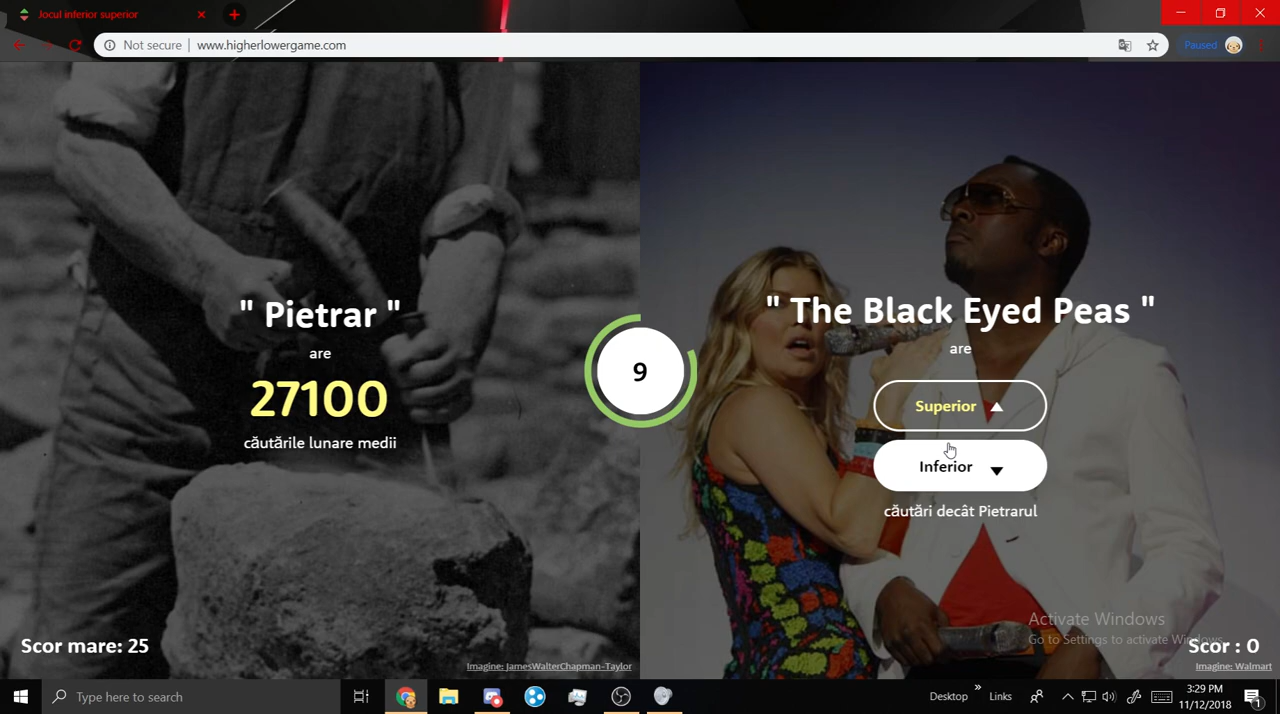 Jocul inferior superior
Not secure
www.higherlowergame.com
Paused
" Pietrar "
are
27100
căutările lunare medii
9
" The Black Eyed Peas "
are
Superior
Inferior
căutări decât Pietrarul
Activate Windows
Go to Settings to activate Windows.
Scor mare: 25
Imagine: JamesWalterChapman-Taylor
Scor : 0
Imagine: Walmart
Type here to search
Desktop
Links
3:29 PM
11/12/2018
1